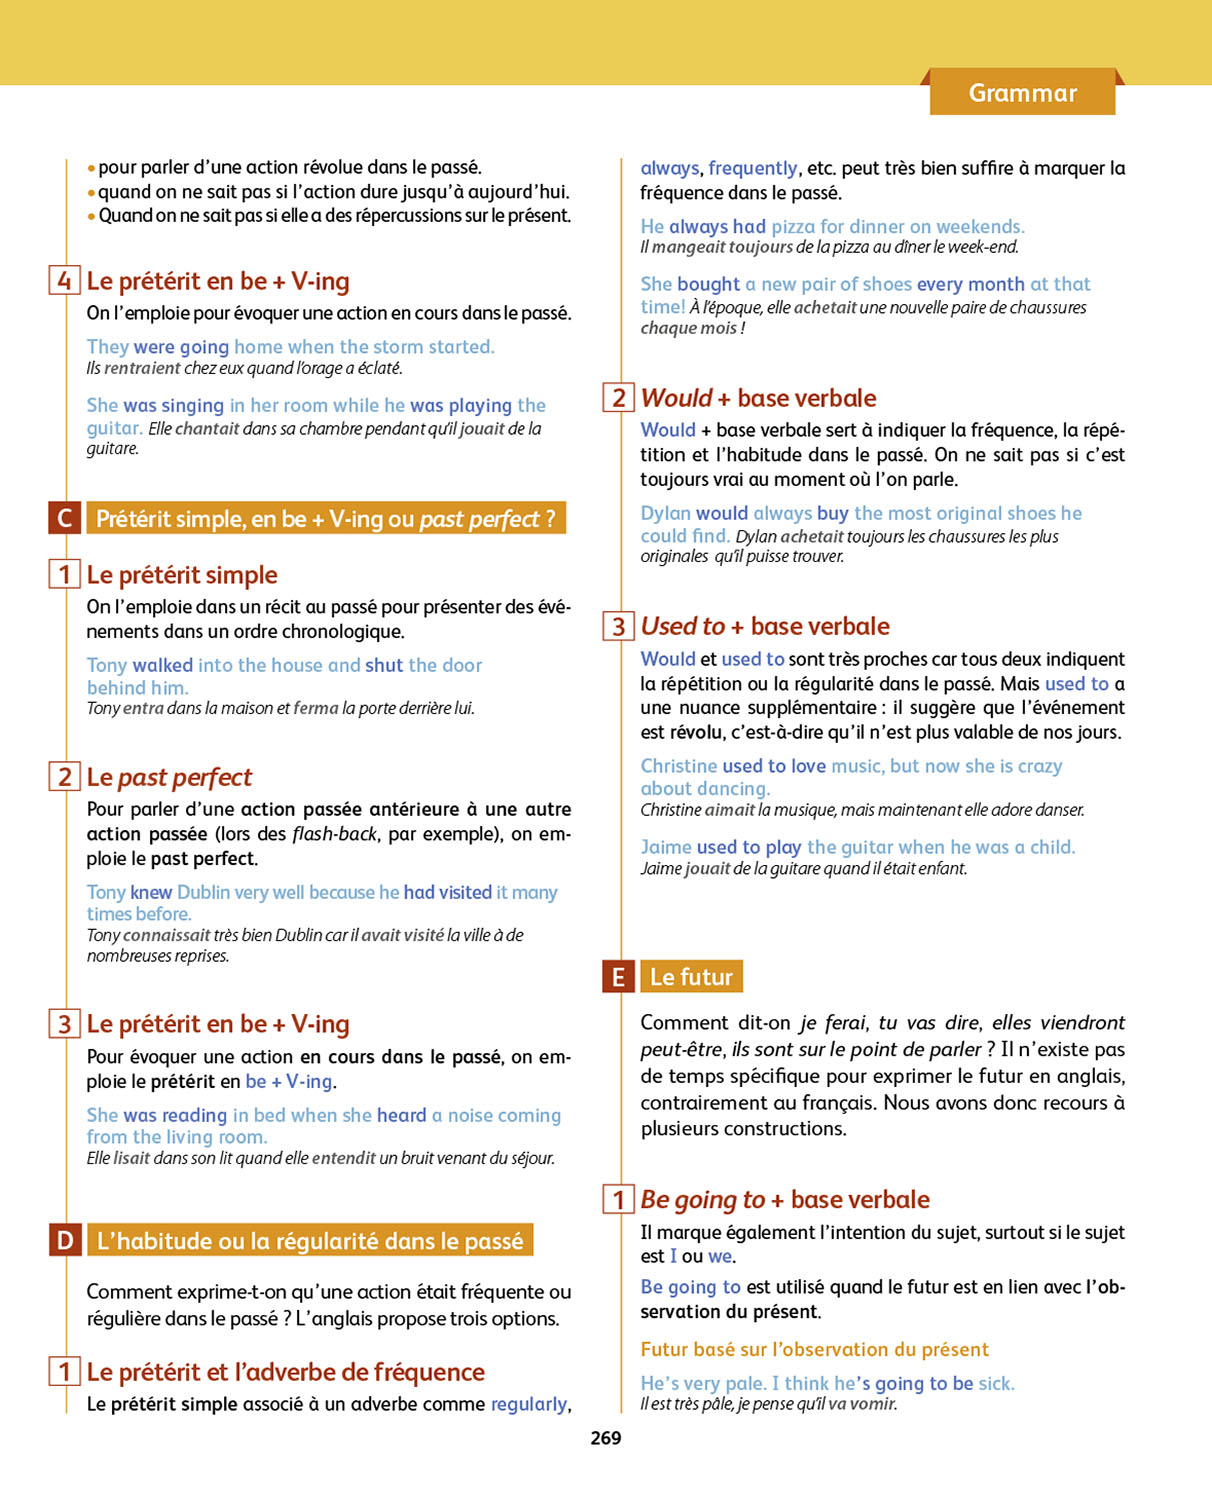 Grammar
• pour parler d'une action révolue dans le passé.
• quand on ne sait pas si l'action dure jusqu'à aujourd'hui.
• Quand on ne sait pas si elle a des répercussions sur le présent.
4 Le prétérit en be + V-ing
On l'emploie pour évoquer une action en cours dans le passé.
They were going home when the storm started.
Ils rentraient chez eux quand l'orage a éclaté.
She was singing in her room while he was playing the
guitar. Elle chantait dans sa chambre pendant qu'il jouait de la
guitare.
C Prétérit simple, en be + V-ing ou past perfect ?
1 Le prétérit simple
On l'emploie dans un récit au passé pour présenter des évé-
nements dans un ordre chronologique.
Tony walked into the house and shut the door
behind him.
Tony entra dans la maison et ferma la porte derrière lui.
2 Le past perfect
Pour parler d'une action passée antérieure à une autre
action passée (lors des flash-back, par exemple), on em-
ploie le past perfect.
Tony knew Dublin very well because he had visited it many
times before.
Tony connaissait très bien Dublin car il avait visité la ville à de
nombreuses reprises.
3 Le prétérit en be + V-ing
Pour évoquer une action en cours dans le passé, on em-
ploie le prétérit en be + V-ing.
She was reading in bed when she heard a noise coming
from the living room.
Elle lisait dans son lit quand elle entendit un bruit venant du séjour.
D L'habitude ou la régularité dans le passé
Comment exprime-t-on qu'une action était fréquente ou
régulière dans le passé ? L'anglais propose trois options.
1 Le prétérit et l'adverbe de fréquence
Le prétérit simple associé à un adverbe comme regularly,
always, frequently, etc. peut très bien suffire à marquer la
fréquence dans le passé.
He always had pizza for dinner on weekends.
Il mangeait toujours de la pizza au dîner le week-end.
She bought a new pair of shoes every month at that
time! À l'époque, elle achetait une nouvelle paire de chaussures
chaque mois !
2 Would + base verbale
Would + base verbale sert à indiquer la fréquence, la répé-
tition et l'habitude dans le passé. On ne sait pas si c'est
toujours vrai au moment où l'on parle.
Dylan would always buy the most original shoes he
could find. Dylan achetait toujours les chaussures les plus
originales qu'il puisse trouver.
3 Used to + base verbale
Would et used to sont très proches car tous deux indiquent
la répétition ou la régularité dans le passé. Mais used to a
une nuance supplémentaire : il suggère que l'événement
est révolu, c'est-à-dire qu'il n'est plus valable de nos jours.
Christine used to love music, but now she is crazy
about dancing.
Christine aimait la musique, mais maintenant elle adore danser.
Jaime used to play the guitar when he was a child.
Jaime jouait de la guitare quand il était enfant.
E Le futur
Comment dit-on je ferai, tu vas dire, elles viendront
peut-être, ils sont sur le point de parler ? Il n'existe pas
de temps spécifique pour exprimer le futur en anglais,
contrairement au français. Nous avons donc recours à
plusieurs constructions.
1 Be going to + base verbale
Il marque également l'intention du sujet, surtout si le sujet
est I ou we.
Be going to est utilisé quand le futur est en lien avec l'ob-
servation du présent.
Futur basé sur l'observation du présent
He's very pale. I think he's going to be sick.
Il est très pâle, je pense qu'il va vomir.
269